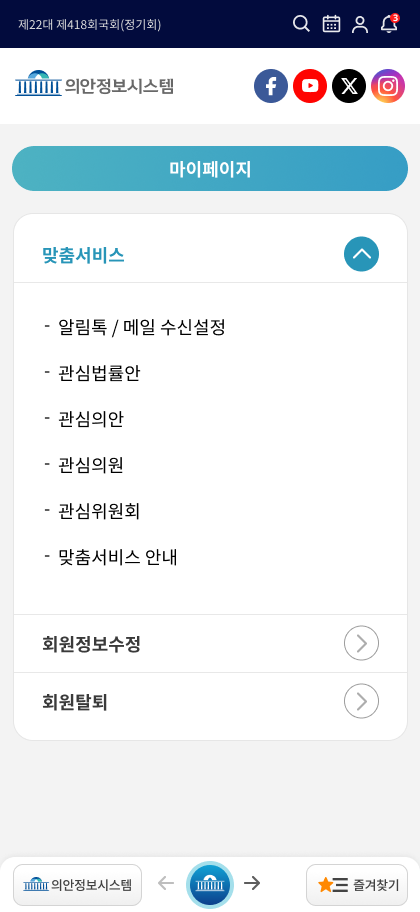 제22대 제418회국회(정기회)
3
의안정보시스템
마이페이지
맞춤서비스
- 알림톡 / 메일 수신설정
- 관심법률안
- 관심의안
- 관심의원
- 관심위원회
- 맞춤서비스 안내
회원정보수정
회원탈퇴
의안정보시스템
즐겨찾기